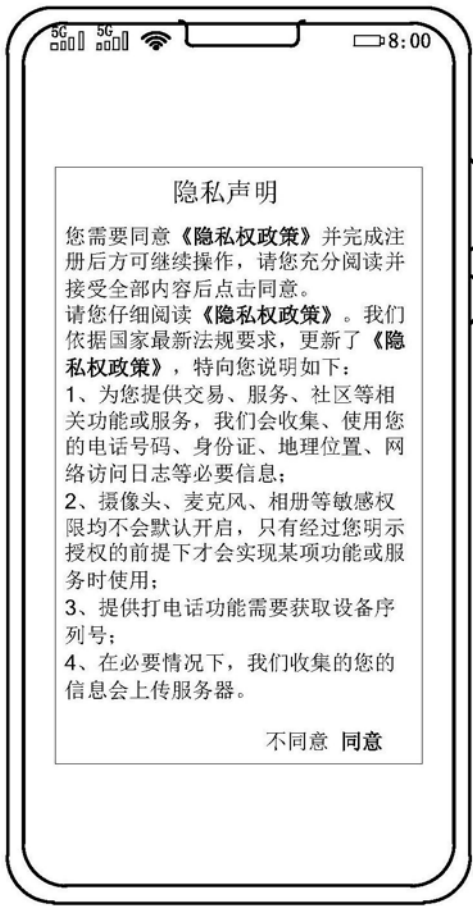 5G 5G 8:00
隐私声明
您需要同意《隐私权政策》并完成注
册后方可继续操作，请您充分阅读并
接受全部内容后点击同意。
请您仔细阅读《隐私权政策》。我们
依据国家最新法规要求，更新了《隐
私权政策》，特向您说明如下：
1、为您提供交易、服务、社区等相
关功能或服务，我们会收集、使用您
的电话号码、身份证、地理位置、网
络访问日志等必要信息；
2、摄像头、麦克风、相册等敏感权
限均不会默认开启，只有经过您明示
授权的前提下才会实现某项功能或服
务时使用；
3、提供打电话功能需要获取设备序
列号；
4、在必要情况下，我们收集的您的
信息会上传服务器。
不同意 同意